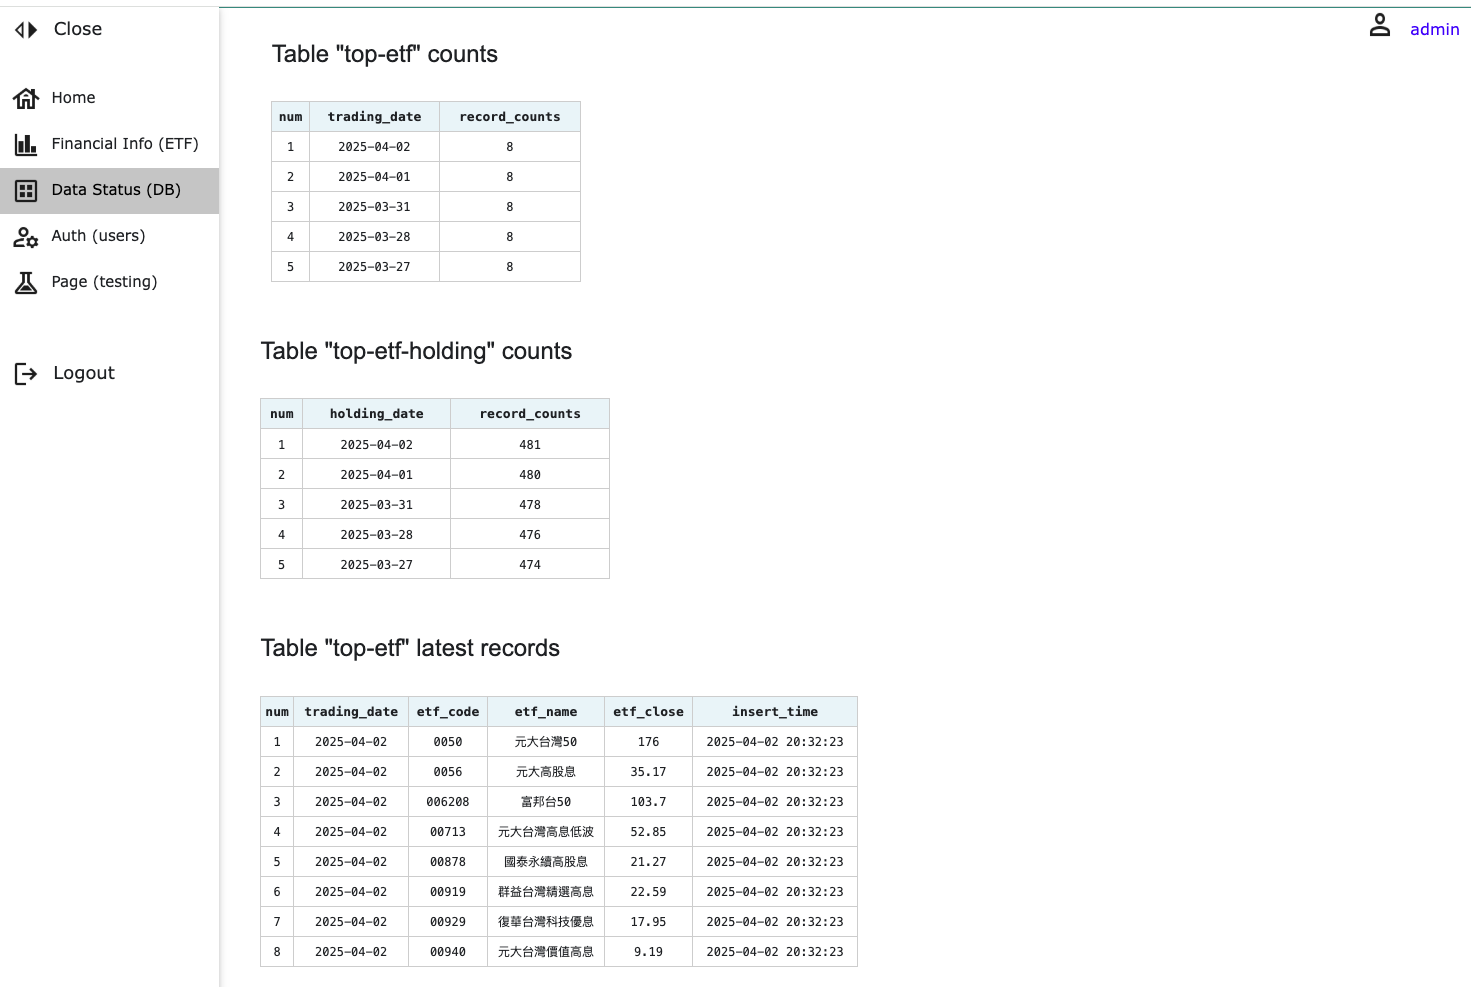 Close
Home
Financial Info (ETF)
Data Status (DB)
Auth (users)
Page (testing)
Logout
admin
Table "top-etf" counts
num trading_date record_counts
1 2025-04-02 8
2 2025-04-01 8
3 2025-03-31 8
4 2025-03-28 8
5 2025-03-27 8
Table "top-etf-holding" counts
num holding_date record_counts
1 2025-04-02 481
2 2025-04-01 480
3 2025-03-31 478
4 2025-03-28 476
5 2025-03-27 474
Table "top-etf" latest records
num trading_date etf_code etf_name etf_close insert_time
1 2025-04-02 0050 元大台灣50 176 2025-04-02 20:32:23
2 2025-04-02 0056 元大高股息 35.17 2025-04-02 20:32:23
3 2025-04-02 006208 富邦台50 103.7 2025-04-02 20:32:23
4 2025-04-02 00713 元大台灣高息低波 52.85 2025-04-02 20:32:23
5 2025-04-02 00878 國泰永續高股息 21.27 2025-04-02 20:32:23
6 2025-04-02 00919 群益台灣精選高息 22.59 2025-04-02 20:32:23
7 2025-04-02 00929 復華台灣科技優息 17.95 2025-04-02 20:32:23
8 2025-04-02 00940 元大台灣價值高息 9.19 2025-04-02 20:32:23